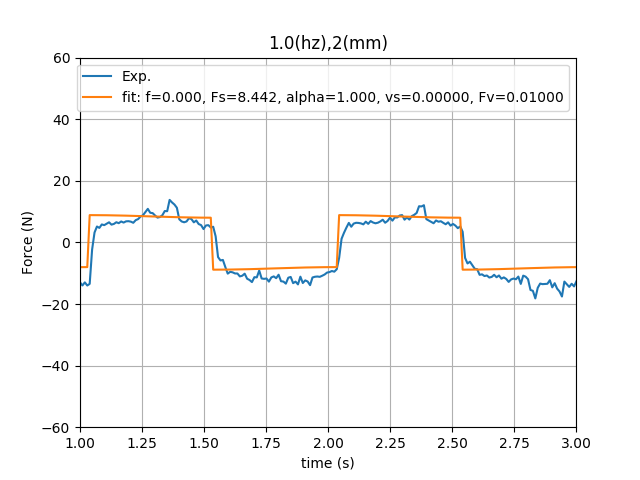 1.0(hz),2(mm)
Exp.
fit: f=0.000, Fs=8.442, alpha=1.000, vs=0.00000, Fv=0.01000
60
40
20
0
−20
−40
−60
Force (N)
1.00 1.25 1.50 1.75 2.00 2.25 2.50 2.75 3.00
time (s)